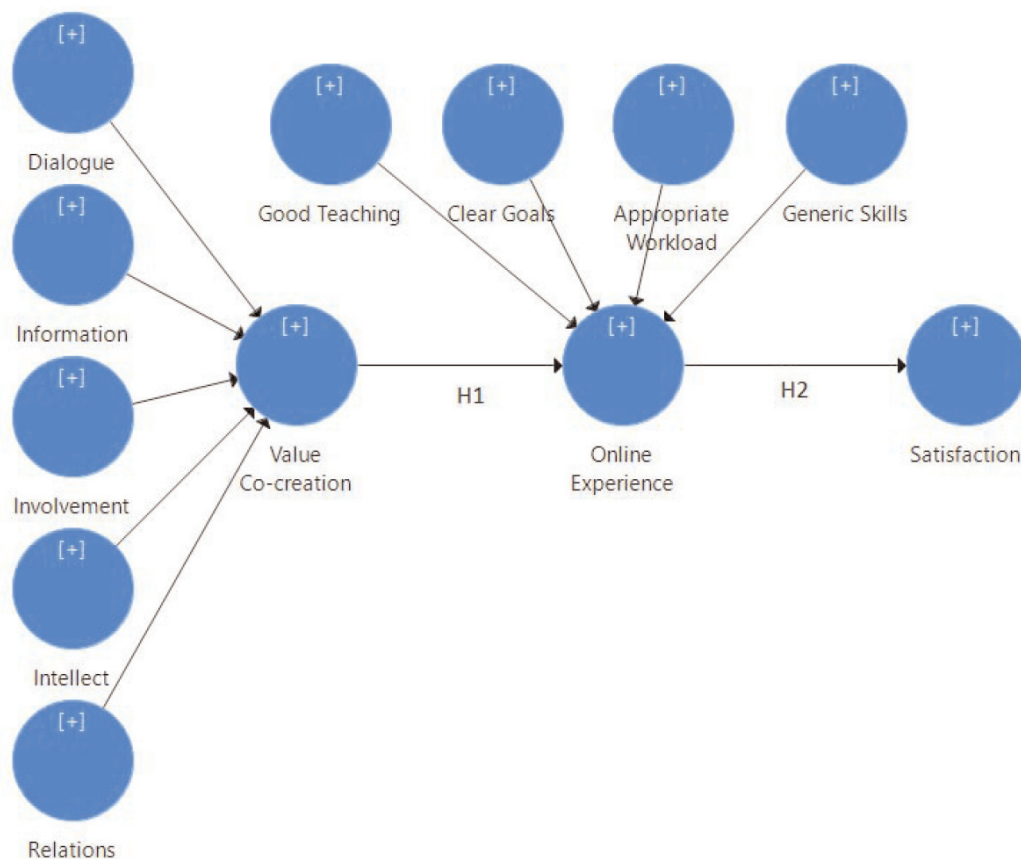 [+]
Dialogue
[+]
Information
[+]
Involvement
[+]
Intellect
[+]
Relations
[+]
Good Teaching
[+]
Clear Goals
[+]
Appropriate
Workload
[+]
Generic Skills
[+]
Value
Co-creation
H1
[+]
Online
Experience
H2
[+]
Satisfaction